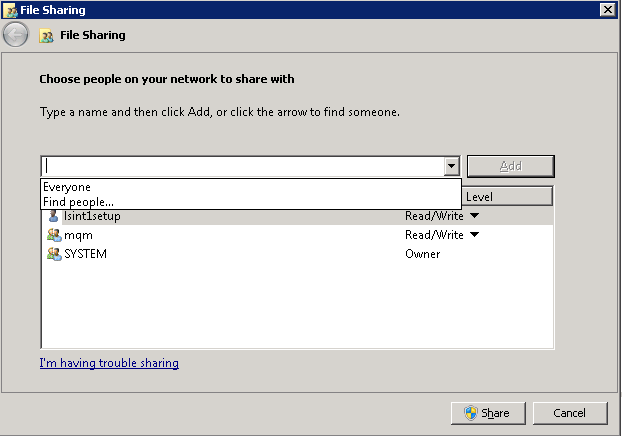 File Sharing
File Sharing
Choose people on your network to share with
Type a name and then click Add, or click the arrow to find someone.
Add
Everyone
Find people...
Level
lsint1setup Read/Write
mqm Read/Write
SYSTEM Owner
I'm having trouble sharing
Share Cancel